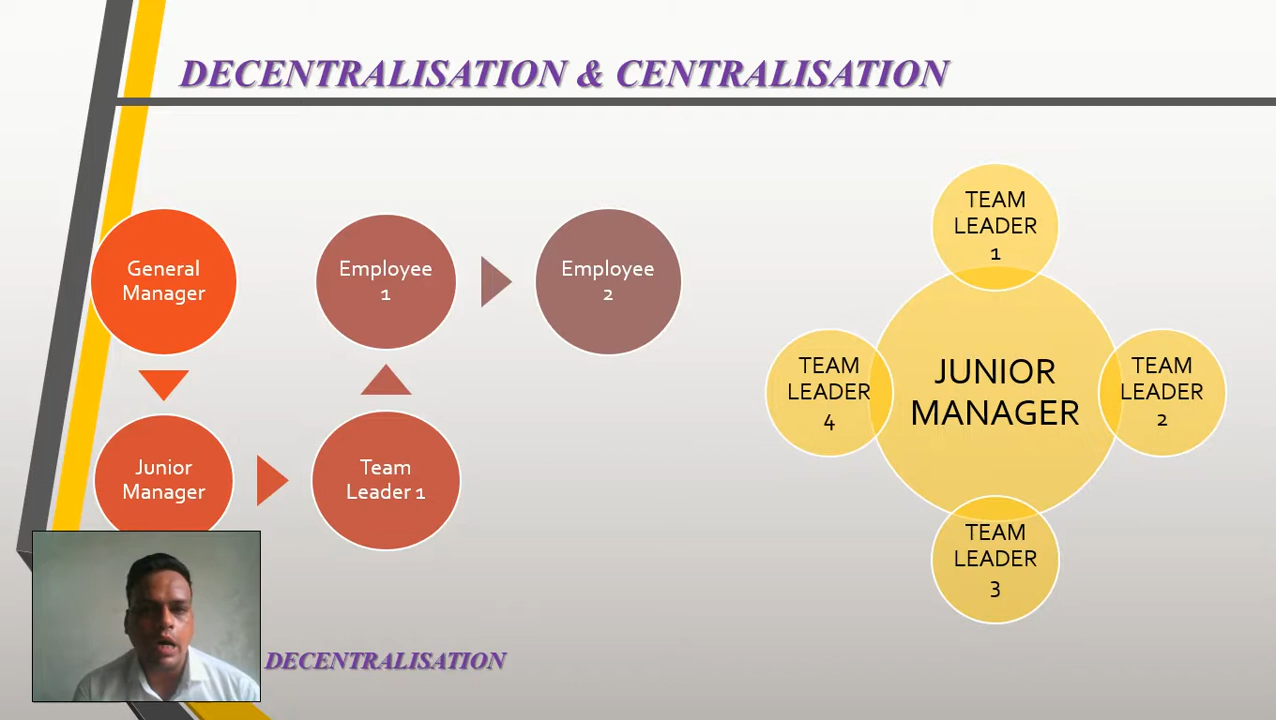 DECENTRALISATION & CENTRALISATION
General
Manager
Employee
1
Employee
2
Junior
Manager
Team
Leader 1
TEAM
LEADER
1
TEAM
LEADER
4
JUNIOR
MANAGER
TEAM
LEADER
2
TEAM
LEADER
3
DECENTRALISATION